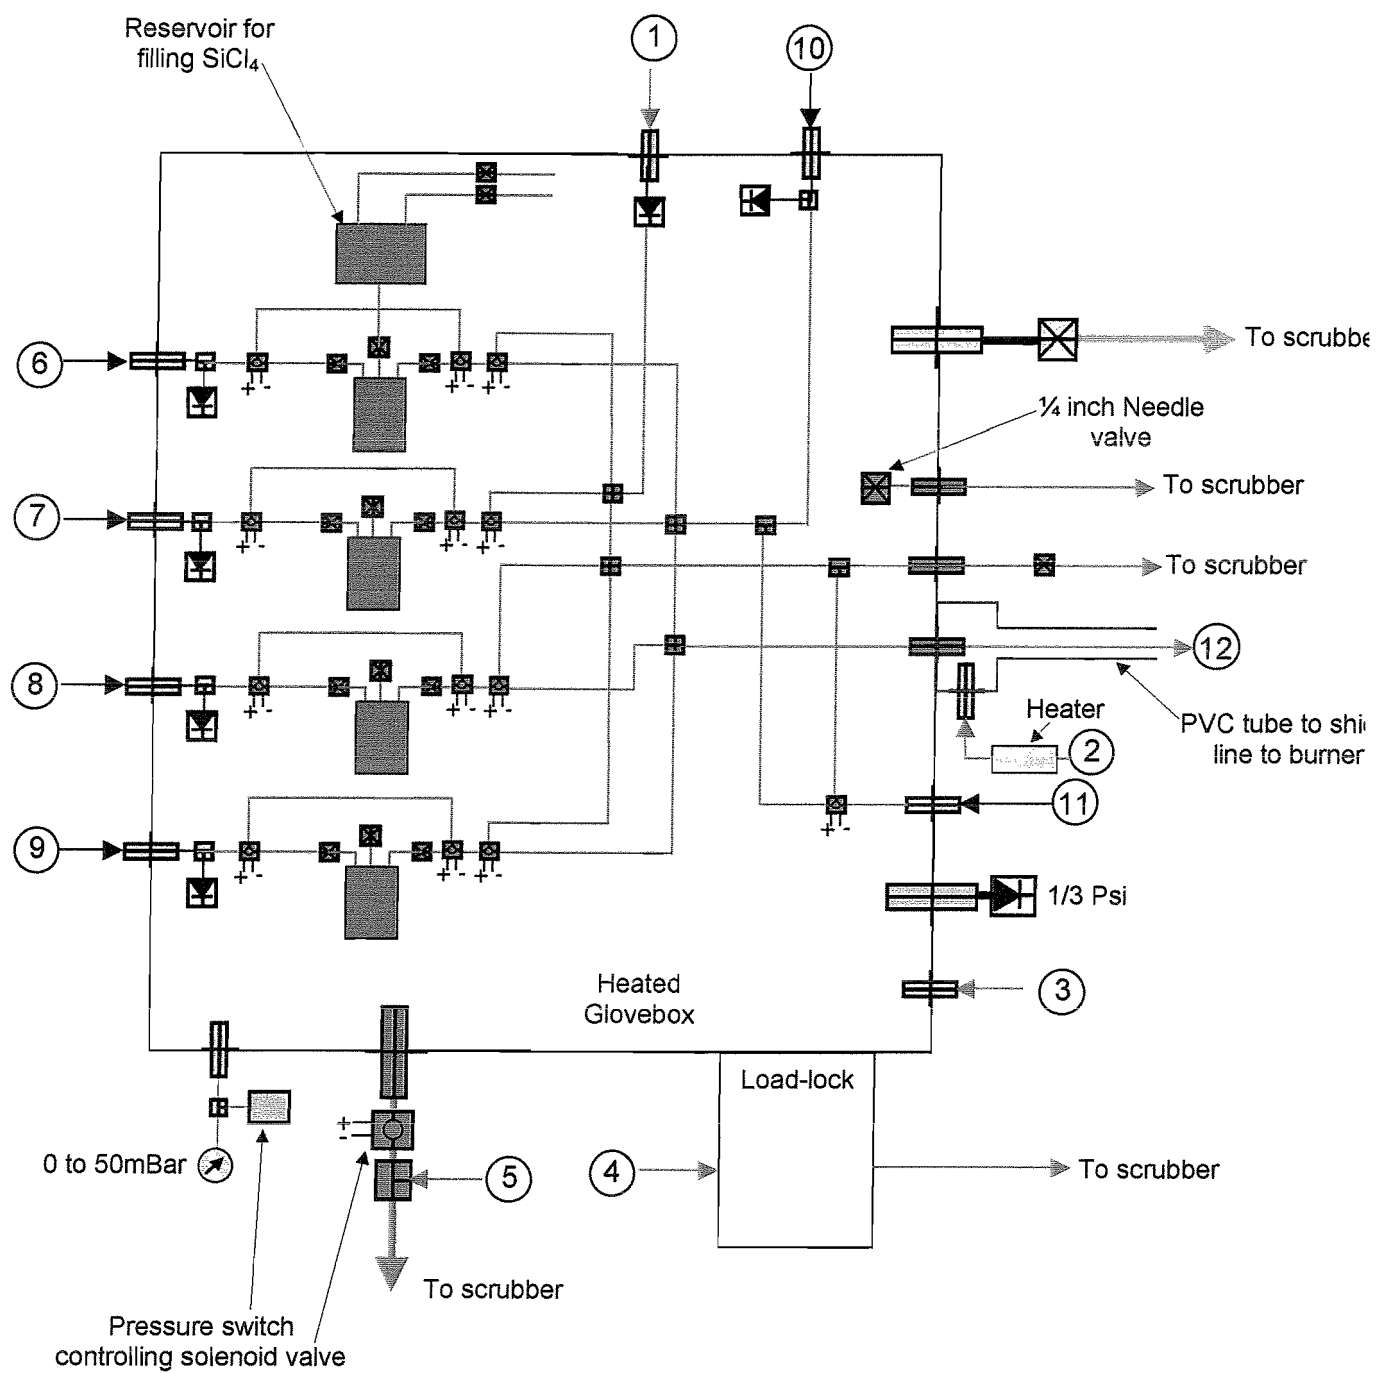 Reservoir for
filling SiCl₄
1
10
6
+ -
+ -
+ -
To scrubbe
¼ inch Needle
valve
7
+ -
+ -
+ -
To scrubber
To scrubber
8
+ -
+ -
+ -
12
Heater
2
PVC tube to shi
line to burner
11
+ -
9
+ -
+ -
+ -
1/3 Psi
3
Heated
Glovebox
Load-lock
+
-
0 to 50mBar
5
4
To scrubber
To scrubber
Pressure switch
controlling solenoid valve